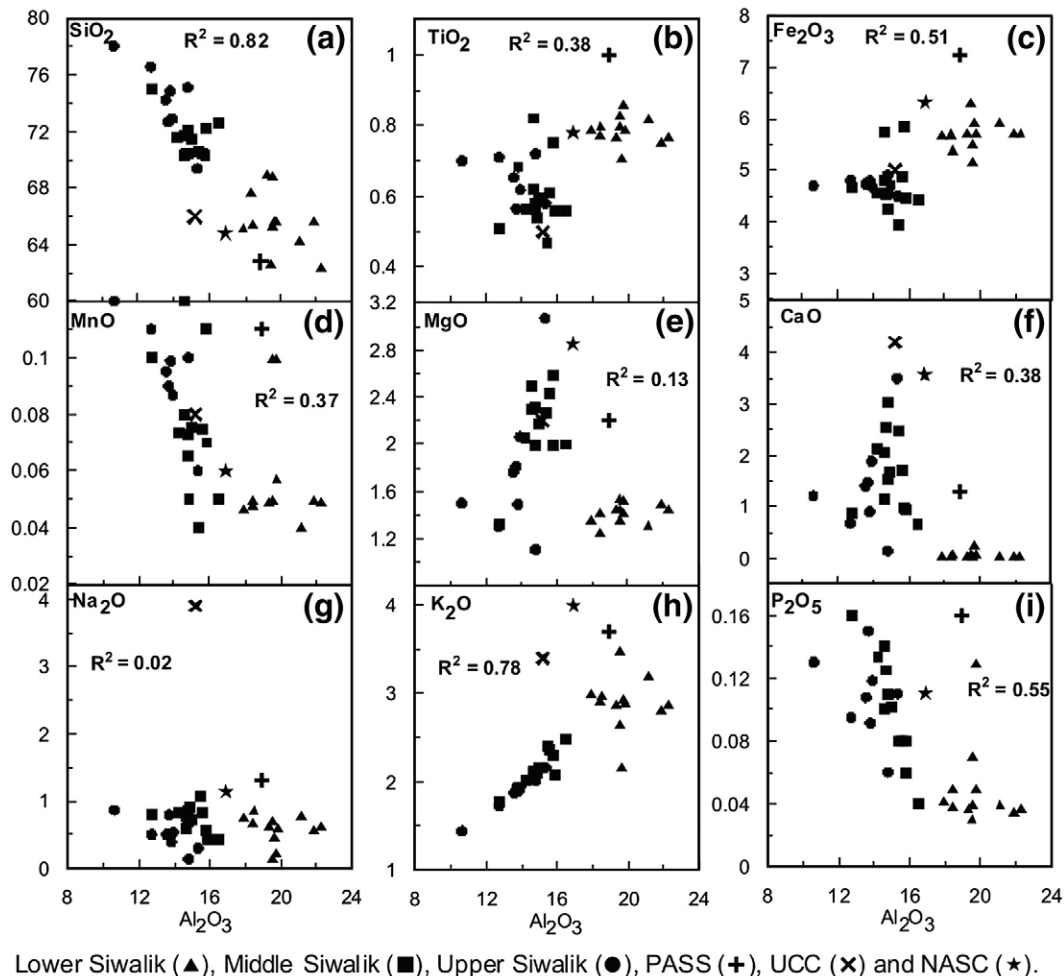 SiO2 R2 = 0.82 (a)
80
76
72
68
64
60
TiO2 R2 = 0.38 (b)
1.2
1
0.8
0.6
0.4
3.2
Fe2O3 R2 = 0.51 (c)
8
7
6
5
4
3
5
MnO (d)
R2 = 0.37
0.1
0.08
0.06
0.04
0.02
MgO (e)
R2 = 0.13
2.8
2.4
2.0
1.6
1.2
CaO (f)
R2 = 0.38
4
3
2
1
0
Na2O (g)
R2 = 0.02
4
3
2
1
0
8 12 16 20 24
Al2O3
K2O (h)
R2 = 0.78
4
3
2
1
8 12 16 20 24
Al2O3
P2O5 (i)
R2 = 0.55
0.16
0.12
0.08
0.04
0
8 12 16 20 24
Al2O3
Lower Siwalik (▲), Middle Siwalik (■), Upper Siwalik (●), PASS (+), UCC (×) and NASC (★).